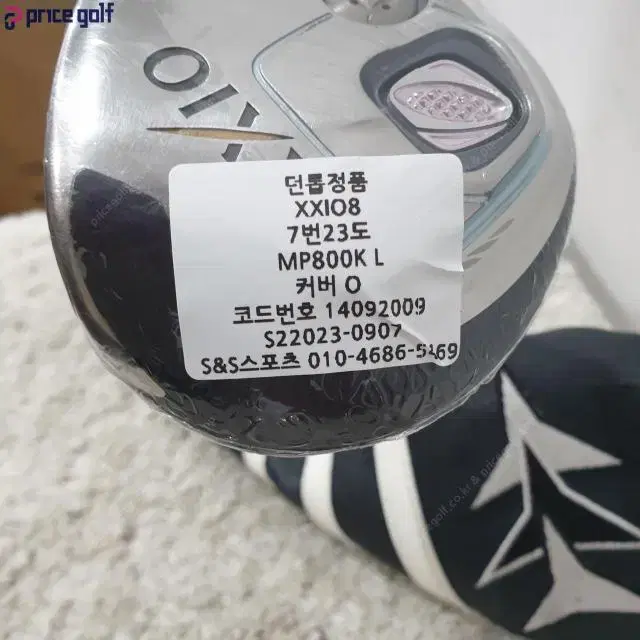 price golf
XXIO
던롭정품
XXIO8
7번23도
MP800K L
커버 O
코드번호 14092009
S22023-0907
S&S스포츠 010-4686-5169